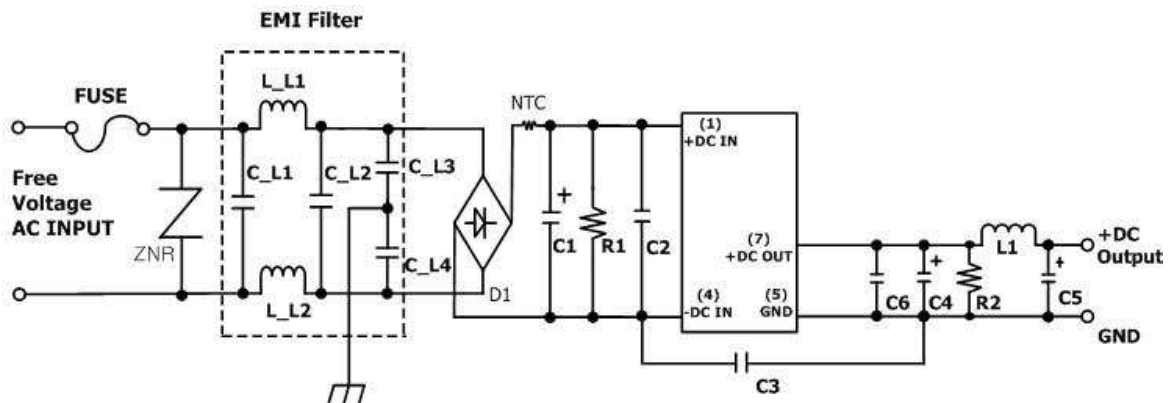 EMI Filter
L_L1
FUSE
NTC
(1)
+DC IN
C_L1
C_L2
C_L3
Free
Voltage
AC INPUT
+
C1
R1
C2
(7)
+DC OUT
L1
+DC
Output
ZNR
C_L4
D1
+
+
L_L2
(4)
-DC IN
(5)
GND
C6
C4
R2
C5
GND
C3